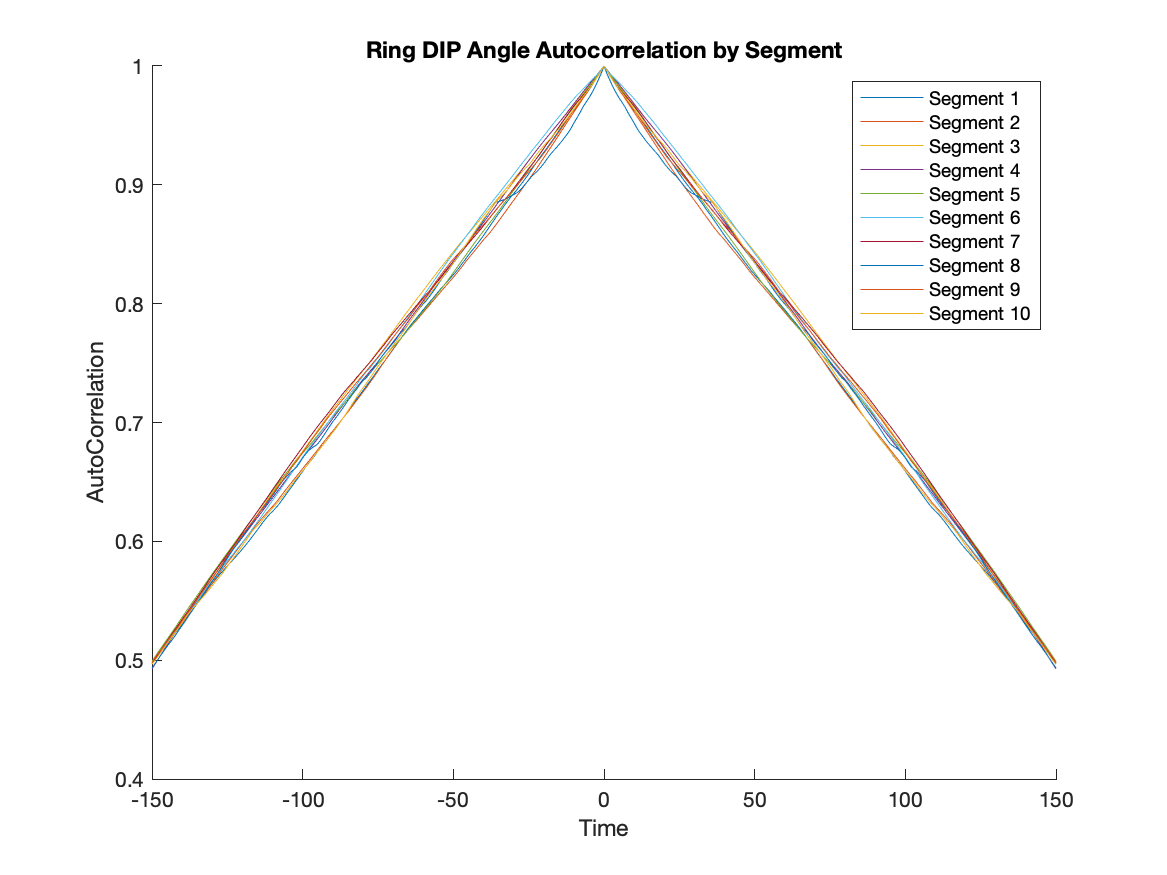 Ring DIP Angle Autocorrelation by Segment
1
0.9
0.8
0.7
0.6
0.5
0.4
AutoCorrelation
Segment 1
Segment 2
Segment 3
Segment 4
Segment 5
Segment 6
Segment 7
Segment 8
Segment 9
Segment 10
-150
-100
-50
0
50
100
150
Time